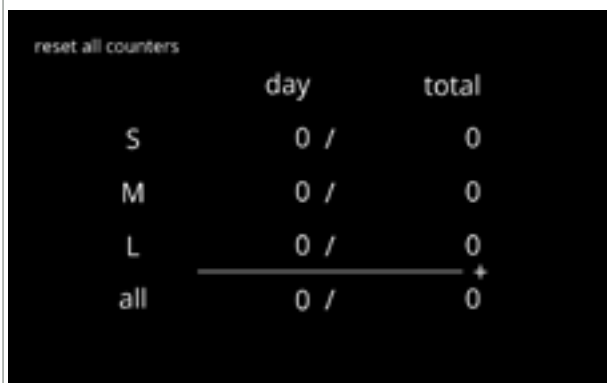 reset all counters
day total
S 0 / 0
M 0 / 0
L 0 / 0
+
all 0 / 0